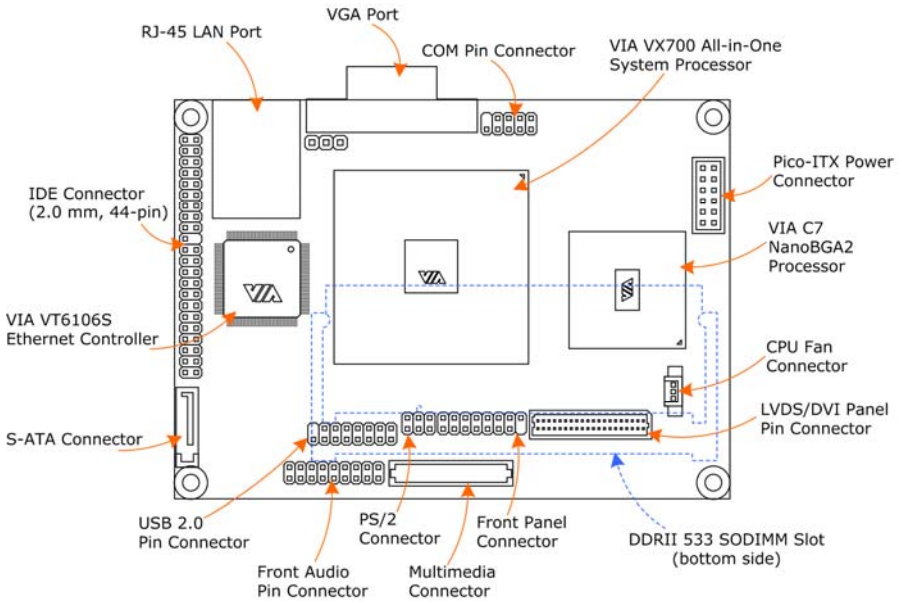 VGA Port
RJ-45 LAN Port
COM Pin Connector
VIA VX700 All-in-One
System Processor
Pico-ITX Power
Connector
IDE Connector
(2.0 mm, 44-pin)
VIA C7
NanoBGA2
Processor
VIA
VIA
VIA
VIA VT6106S
Ethernet Controller
CPU Fan
Connector
LVDS/DVI Panel
Pin Connector
S-ATA Connector
USB 2.0
Pin Connector
PS/2
Connector
Front Panel
Connector
DDRII 533 SODIMM Slot
(bottom side)
Front Audio
Pin Connector
Multimedia
Connector